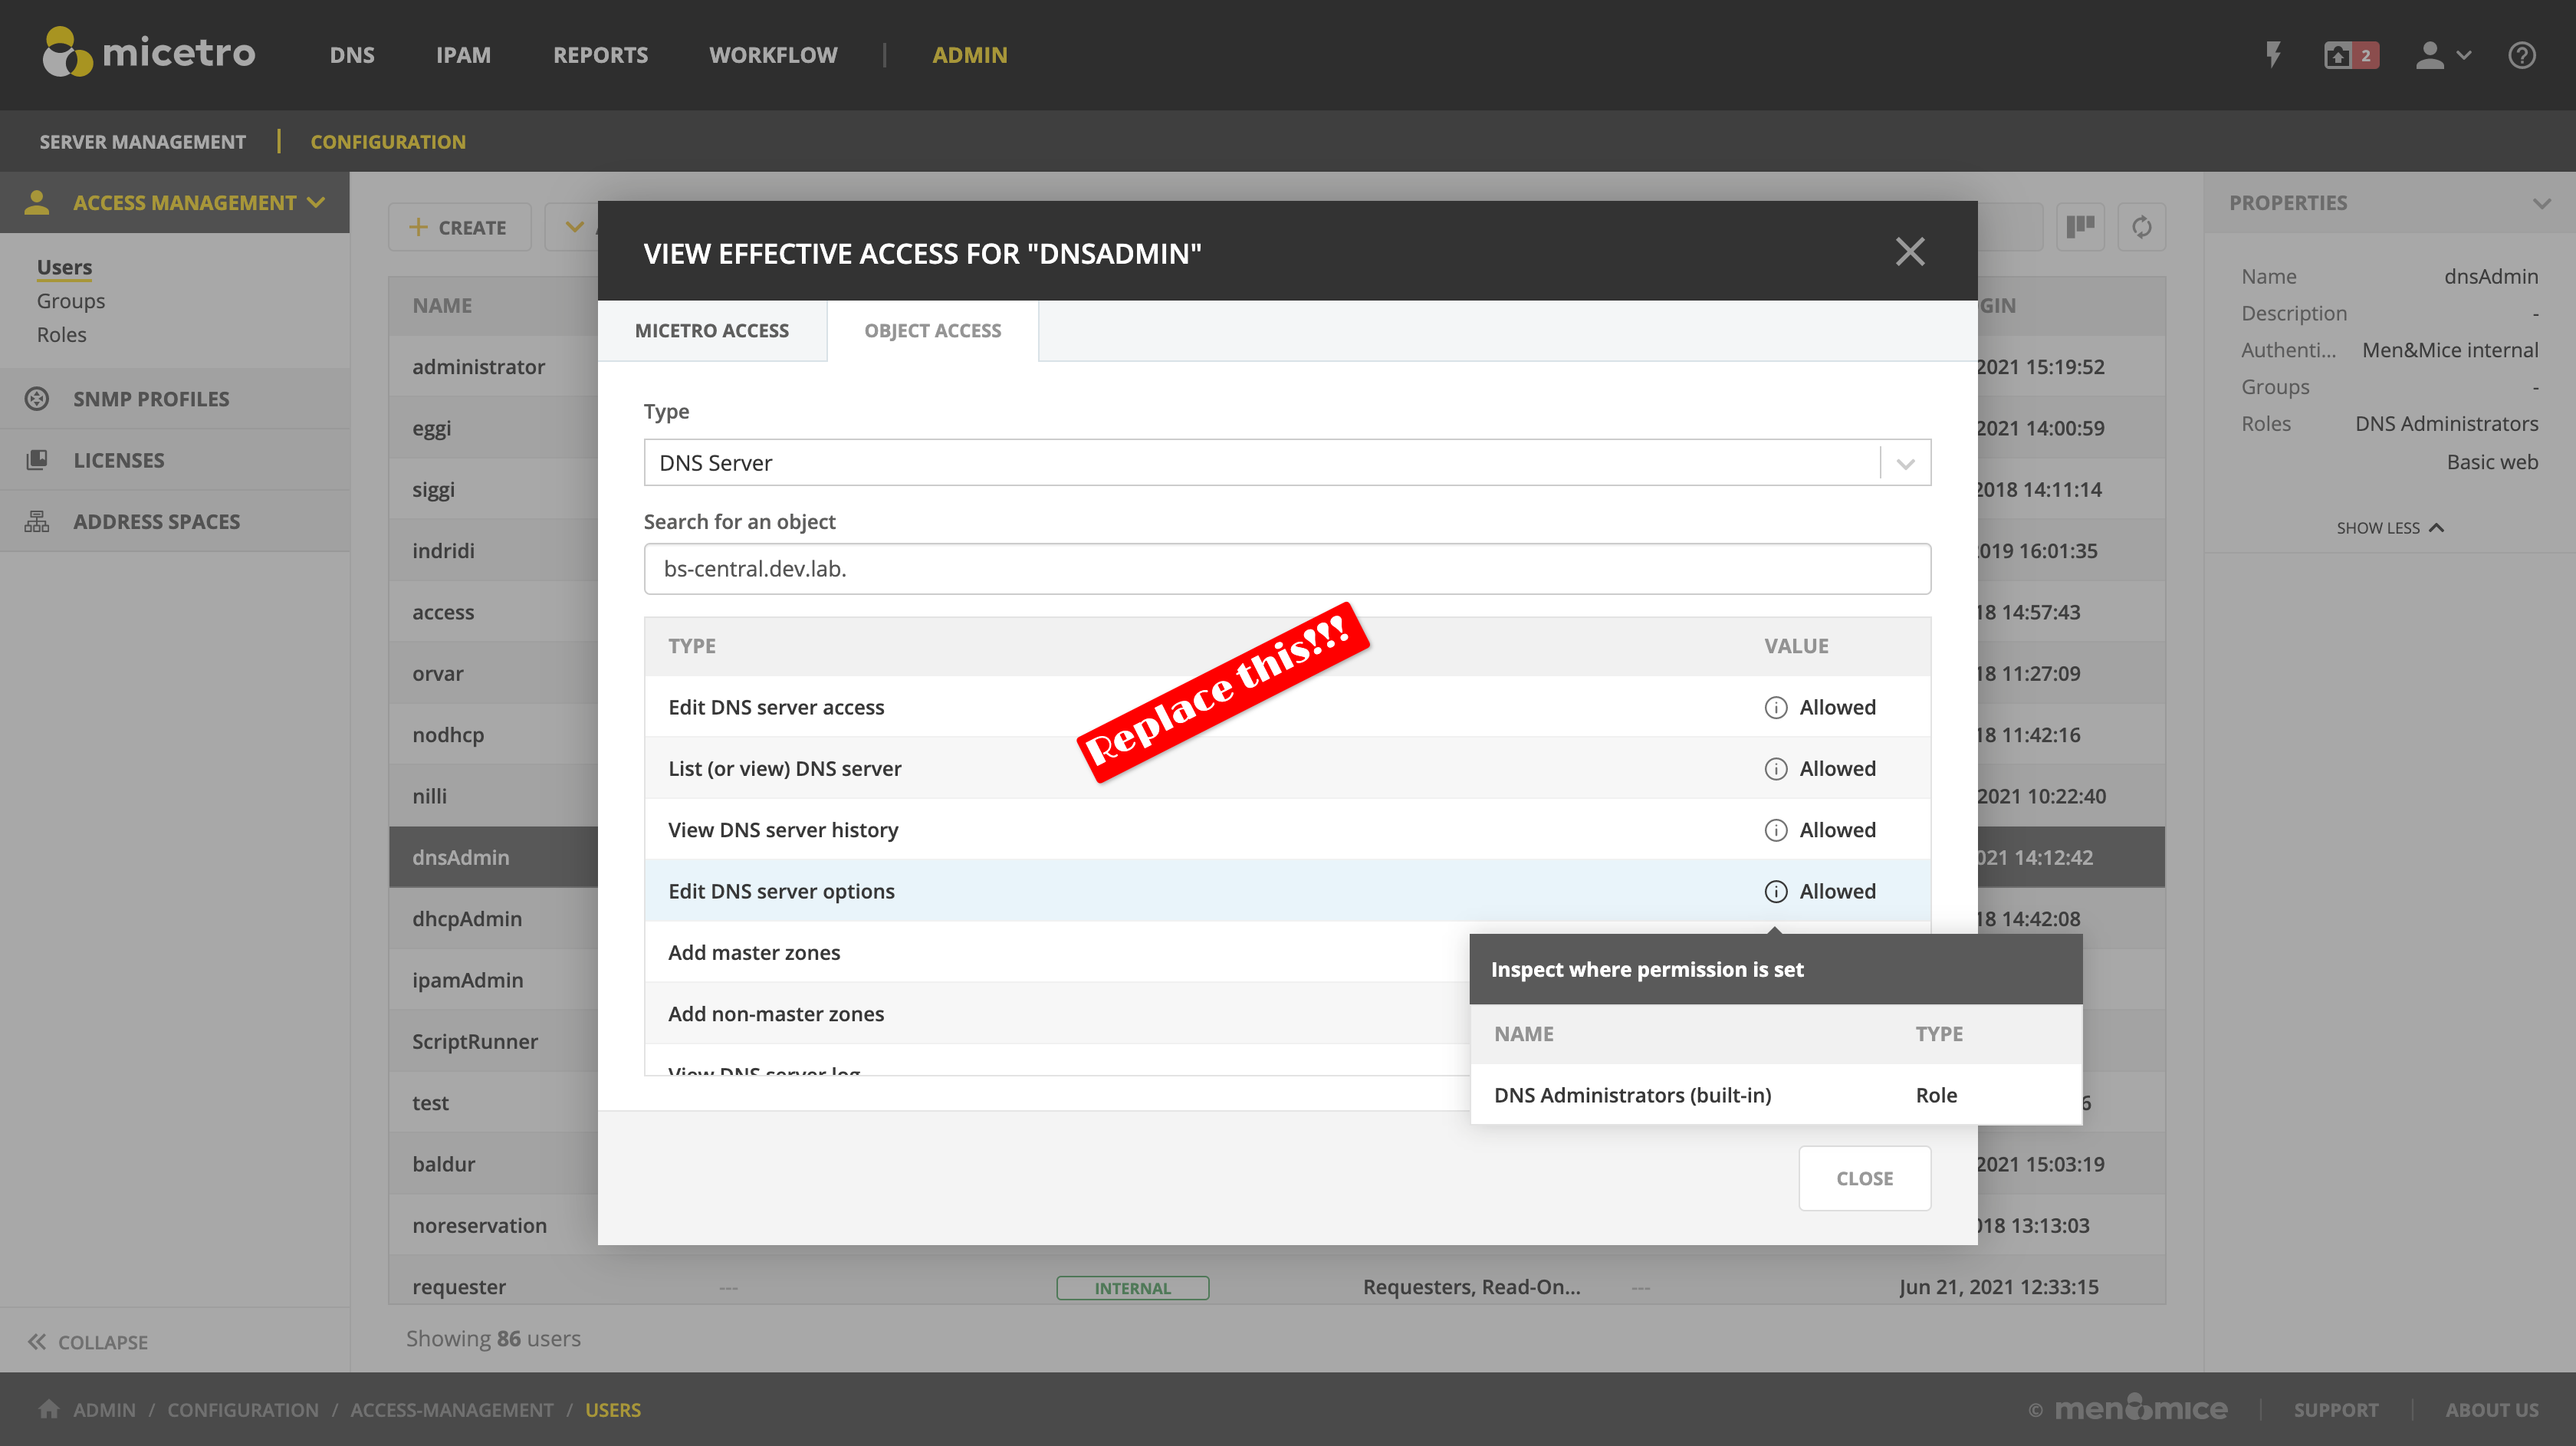 micetro
DNS IPAM REPORTS WORKFLOW | ADMIN
2
SERVER MANAGEMENT | CONFIGURATION
ACCESS MANAGEMENT
Users
Groups
Roles
SNMP PROFILES
LICENSES
ADDRESS SPACES
COLLAPSE
CREATE
NAME
administrator
eggi
siggi
indridi
access
orvar
nodhcp
nilli
dnsAdmin
dhcpAdmin
ipamAdmin
ScriptRunner
test
baldur
noreservation
requester --- INTERNAL Requesters, Read-On... --- Jun 21, 2021 12:33:15
Showing 86 users
VIEW EFFECTIVE ACCESS FOR "DNSADMIN"
MICETRO ACCESS OBJECT ACCESS
Type
DNS Server
Search for an object
bs-central.dev.lab.
TYPE VALUE
Replace this!!!
Edit DNS server access Allowed
List (or view) DNS server Allowed
View DNS server history Allowed
Edit DNS server options Allowed
Add master zones
Add non-master zones
View DNS server log
Inspect where permission is set
NAME TYPE
DNS Administrators (built-in) Role
CLOSE
GIN
2021 15:19:52
2021 14:00:59
2018 14:11:14
019 16:01:35
18 14:57:43
18 11:27:09
18 11:42:16
2021 10:22:40
021 14:12:42
18 14:42:08
6
2021 15:03:19
018 13:13:03
PROPERTIES
Name dnsAdmin
Description -
Authenti... Men&Mice internal
Groups -
Roles DNS Administrators
Basic web
SHOW LESS
ADMIN / CONFIGURATION / ACCESS-MANAGEMENT / USERS
© men&mice | SUPPORT | ABOUT US